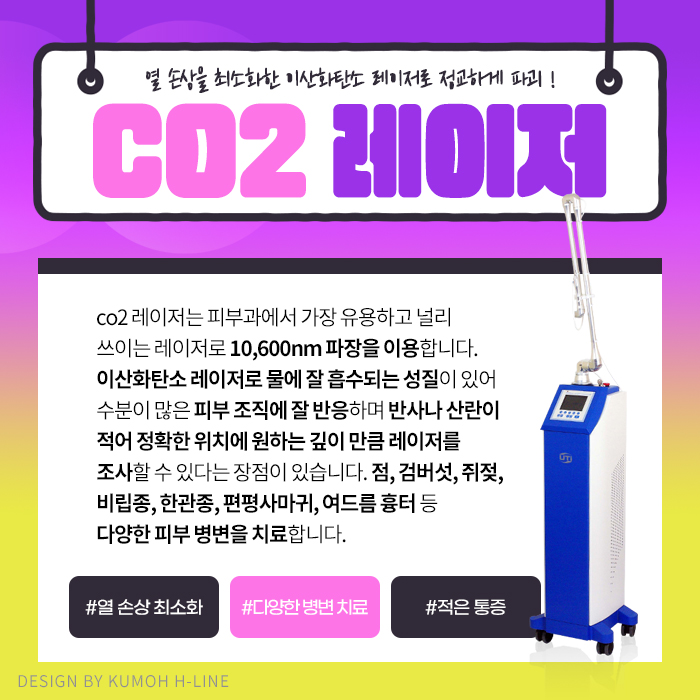 열 손상을 최소화한 이산화탄소 레이저로 정교하게 파괴 !
CO2 레이저
co2 레이저는 피부과에서 가장 유용하고 널리
쓰이는 레이저로 10,600nm 파장을 이용합니다.
이산화탄소 레이저로 물에 잘 흡수되는 성질이 있어
수분이 많은 피부 조직에 잘 반응하며 반사나 산란이
적어 정확한 위치에 원하는 깊이 만큼 레이저를
조사할 수 있다는 장점이 있습니다. 점, 검버섯, 쥐젖,
비립종, 한관종, 편평사마귀, 여드름 흉터 등
다양한 피부 병변을 치료합니다.
#열 손상 최소화
#다양한 병변 치료
#적은 통증
DESIGN BY KUMOH H-LINE